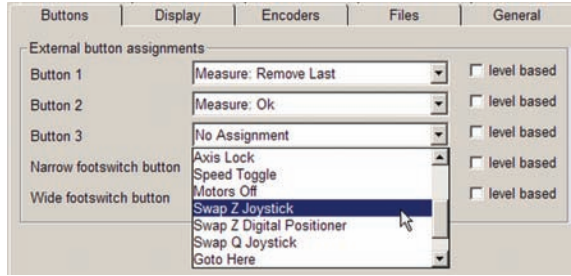 Buttons Display Encoders Files General
External button assignments
Button 1 Measure: Remove Last level based
Button 2 Measure: Ok level based
Button 3 No Assignment level based
Narrow footswitch button level based
Wide footswitch button level based
Axis Lock
Speed Toggle
Motors Off
Swap Z Joystick
Swap Z Digital Positioner
Swap Q Joystick
Goto Here